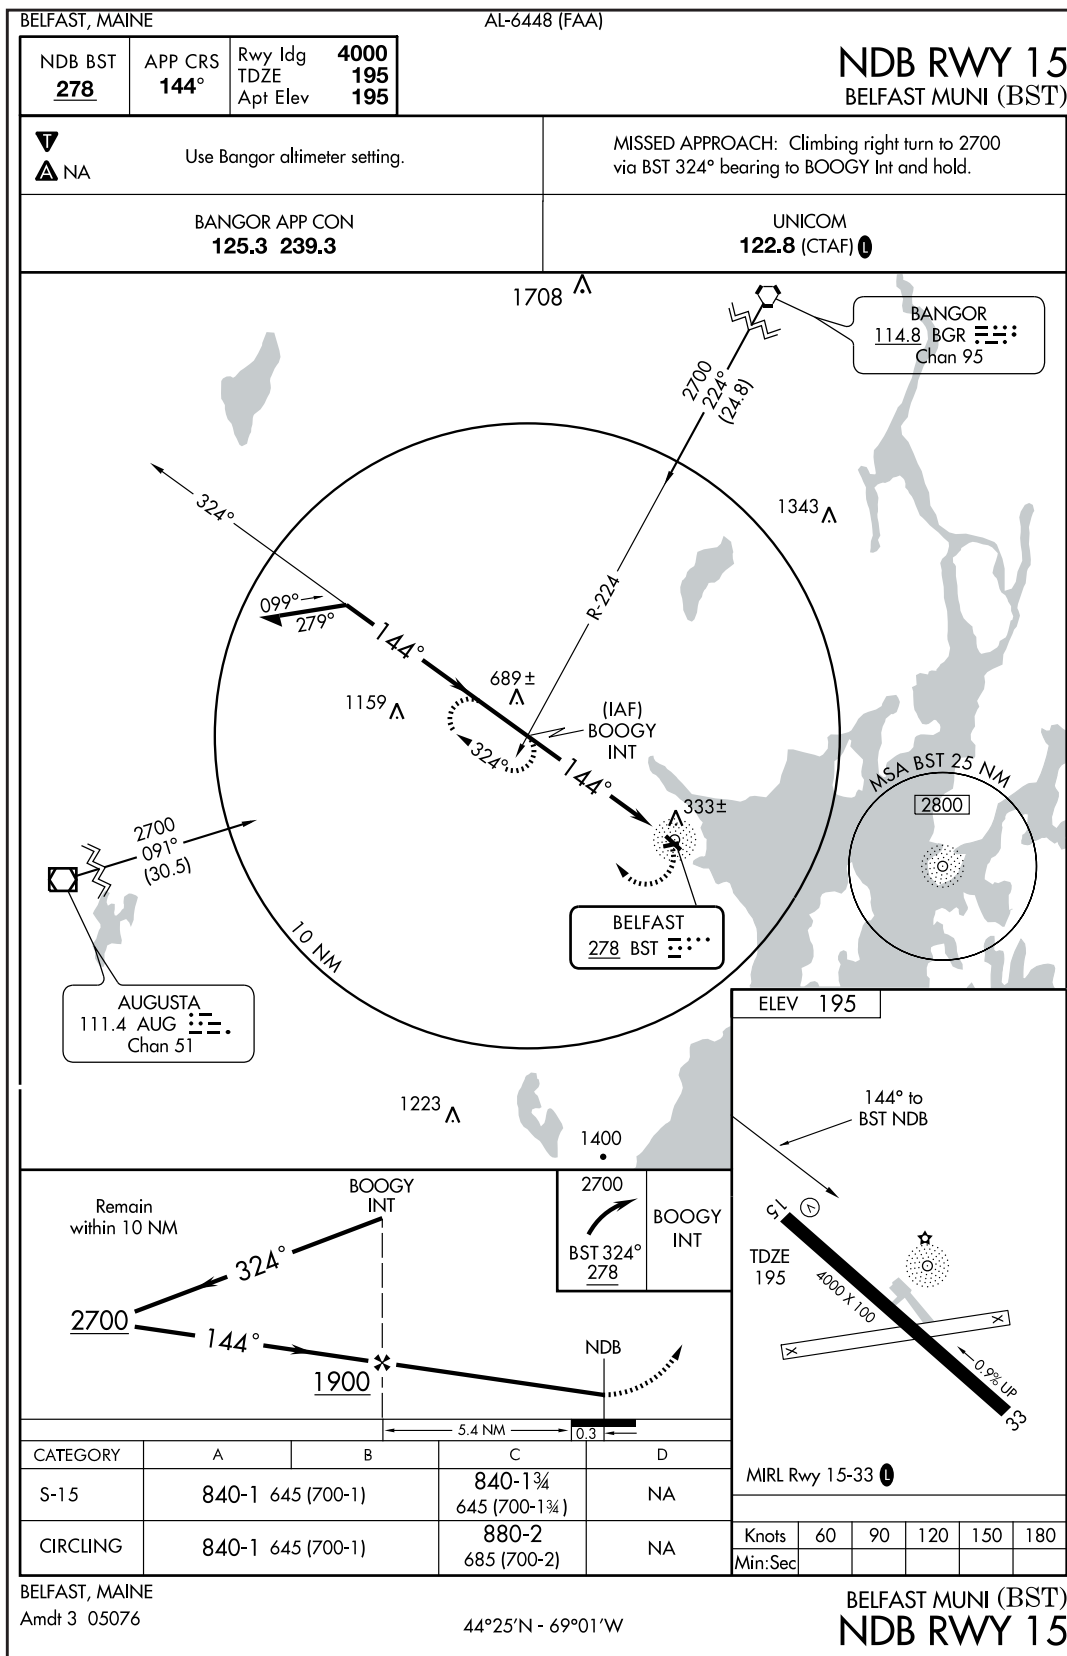 BELFAST, MAINE
AL-6448 (FAA)
NDB BST
278
APP CRS
144°
Rwy ldg 4000
TDZE 195
Apt Elev 195
NDB RWY 15
BELFAST MUNI (BST)
T
A NA
Use Bangor altimeter setting.
MISSED APPROACH: Climbing right turn to 2700
via BST 324° bearing to BOOGY Int and hold.
BANGOR APP CON
125.3 239.3
UNICOM
122.8 (CTAF) L
1708
BANGOR
114.8 BGR
Chan 95
2700
224°
(24.8)
324°
1343
R-224
099°
279°
144°
689±
1159
(IAF)
BOOGY
INT
324°
144°
MSA BST 25 NM
2800
333±
2700
091°
(30.5)
BELFAST
278 BST
10 NM
AUGUSTA
111.4 AUG
Chan 51
1223
1400
ELEV 195
144° to
BST NDB
15
V
TDZE
195
4000 X 100
X
X
0.9% UP
33
MIRL Rwy 15-33 L
Remain
within 10 NM
BOOGY
INT
2700
BST 324°
278
BOOGY
INT
324°
2700
144°
1900
NDB
5.4 NM
0.3
CATEGORY A B C D
S-15 840-1 645 (700-1) 840-1¾ 645 (700-1¾) NA
CIRCLING 840-1 645 (700-1) 880-2 685 (700-2) NA
Knots 60 90 120 150 180
Min:Sec
BELFAST, MAINE
Amdt 3 05076
44°25'N - 69°01'W
BELFAST MUNI (BST)
NDB RWY 15